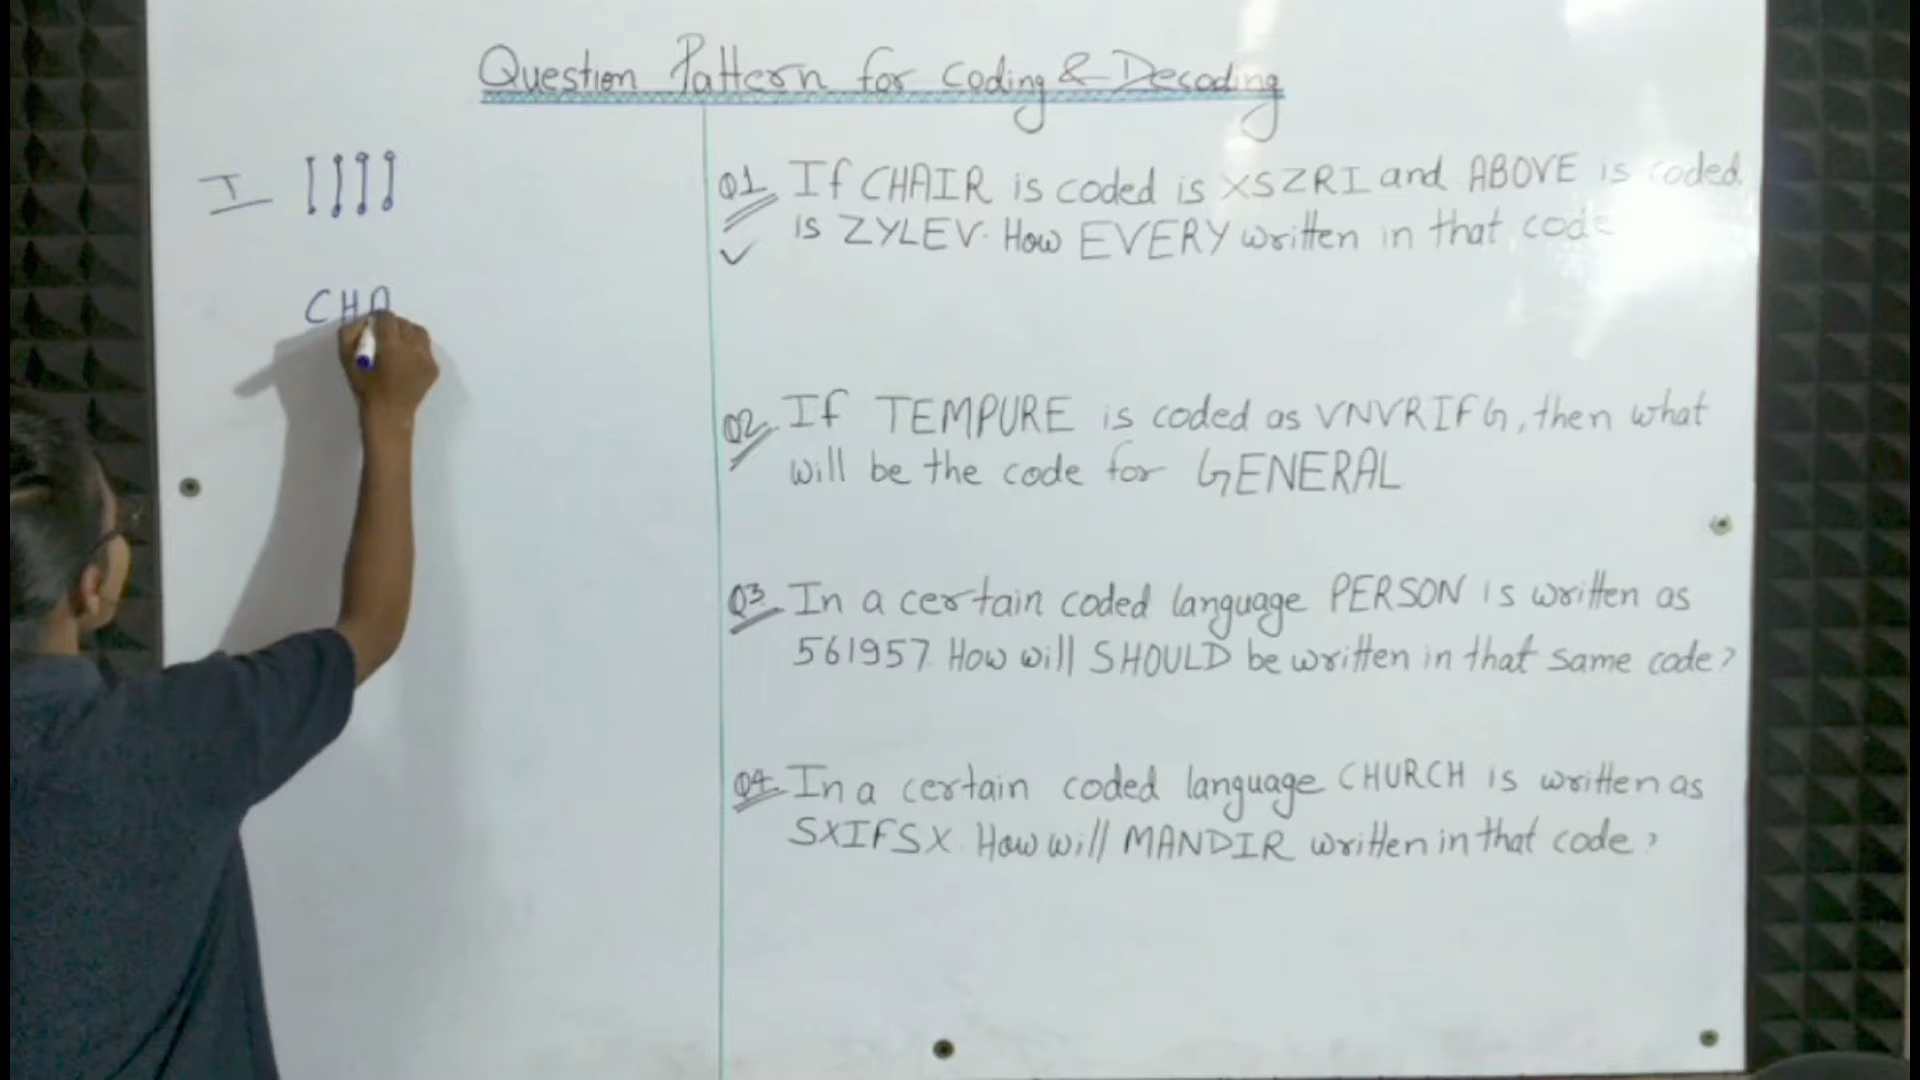 Question Pattern for Coding & Decoding
I
CHA
Q1 If CHAIR is coded is XSZRI and ABOVE is coded
is ZYLEV. How EVERY written in that code
Q2. If TEMPURE is coded as VNVRIFG, then what
will be the code for GENERAL
Q3. In a certain coded language PERSON is written as
561957. How will SHOULD be written in that same code?
Q4. In a certain coded language CHURCH is written as
SXIFSX. How will MANDIR written in that code?